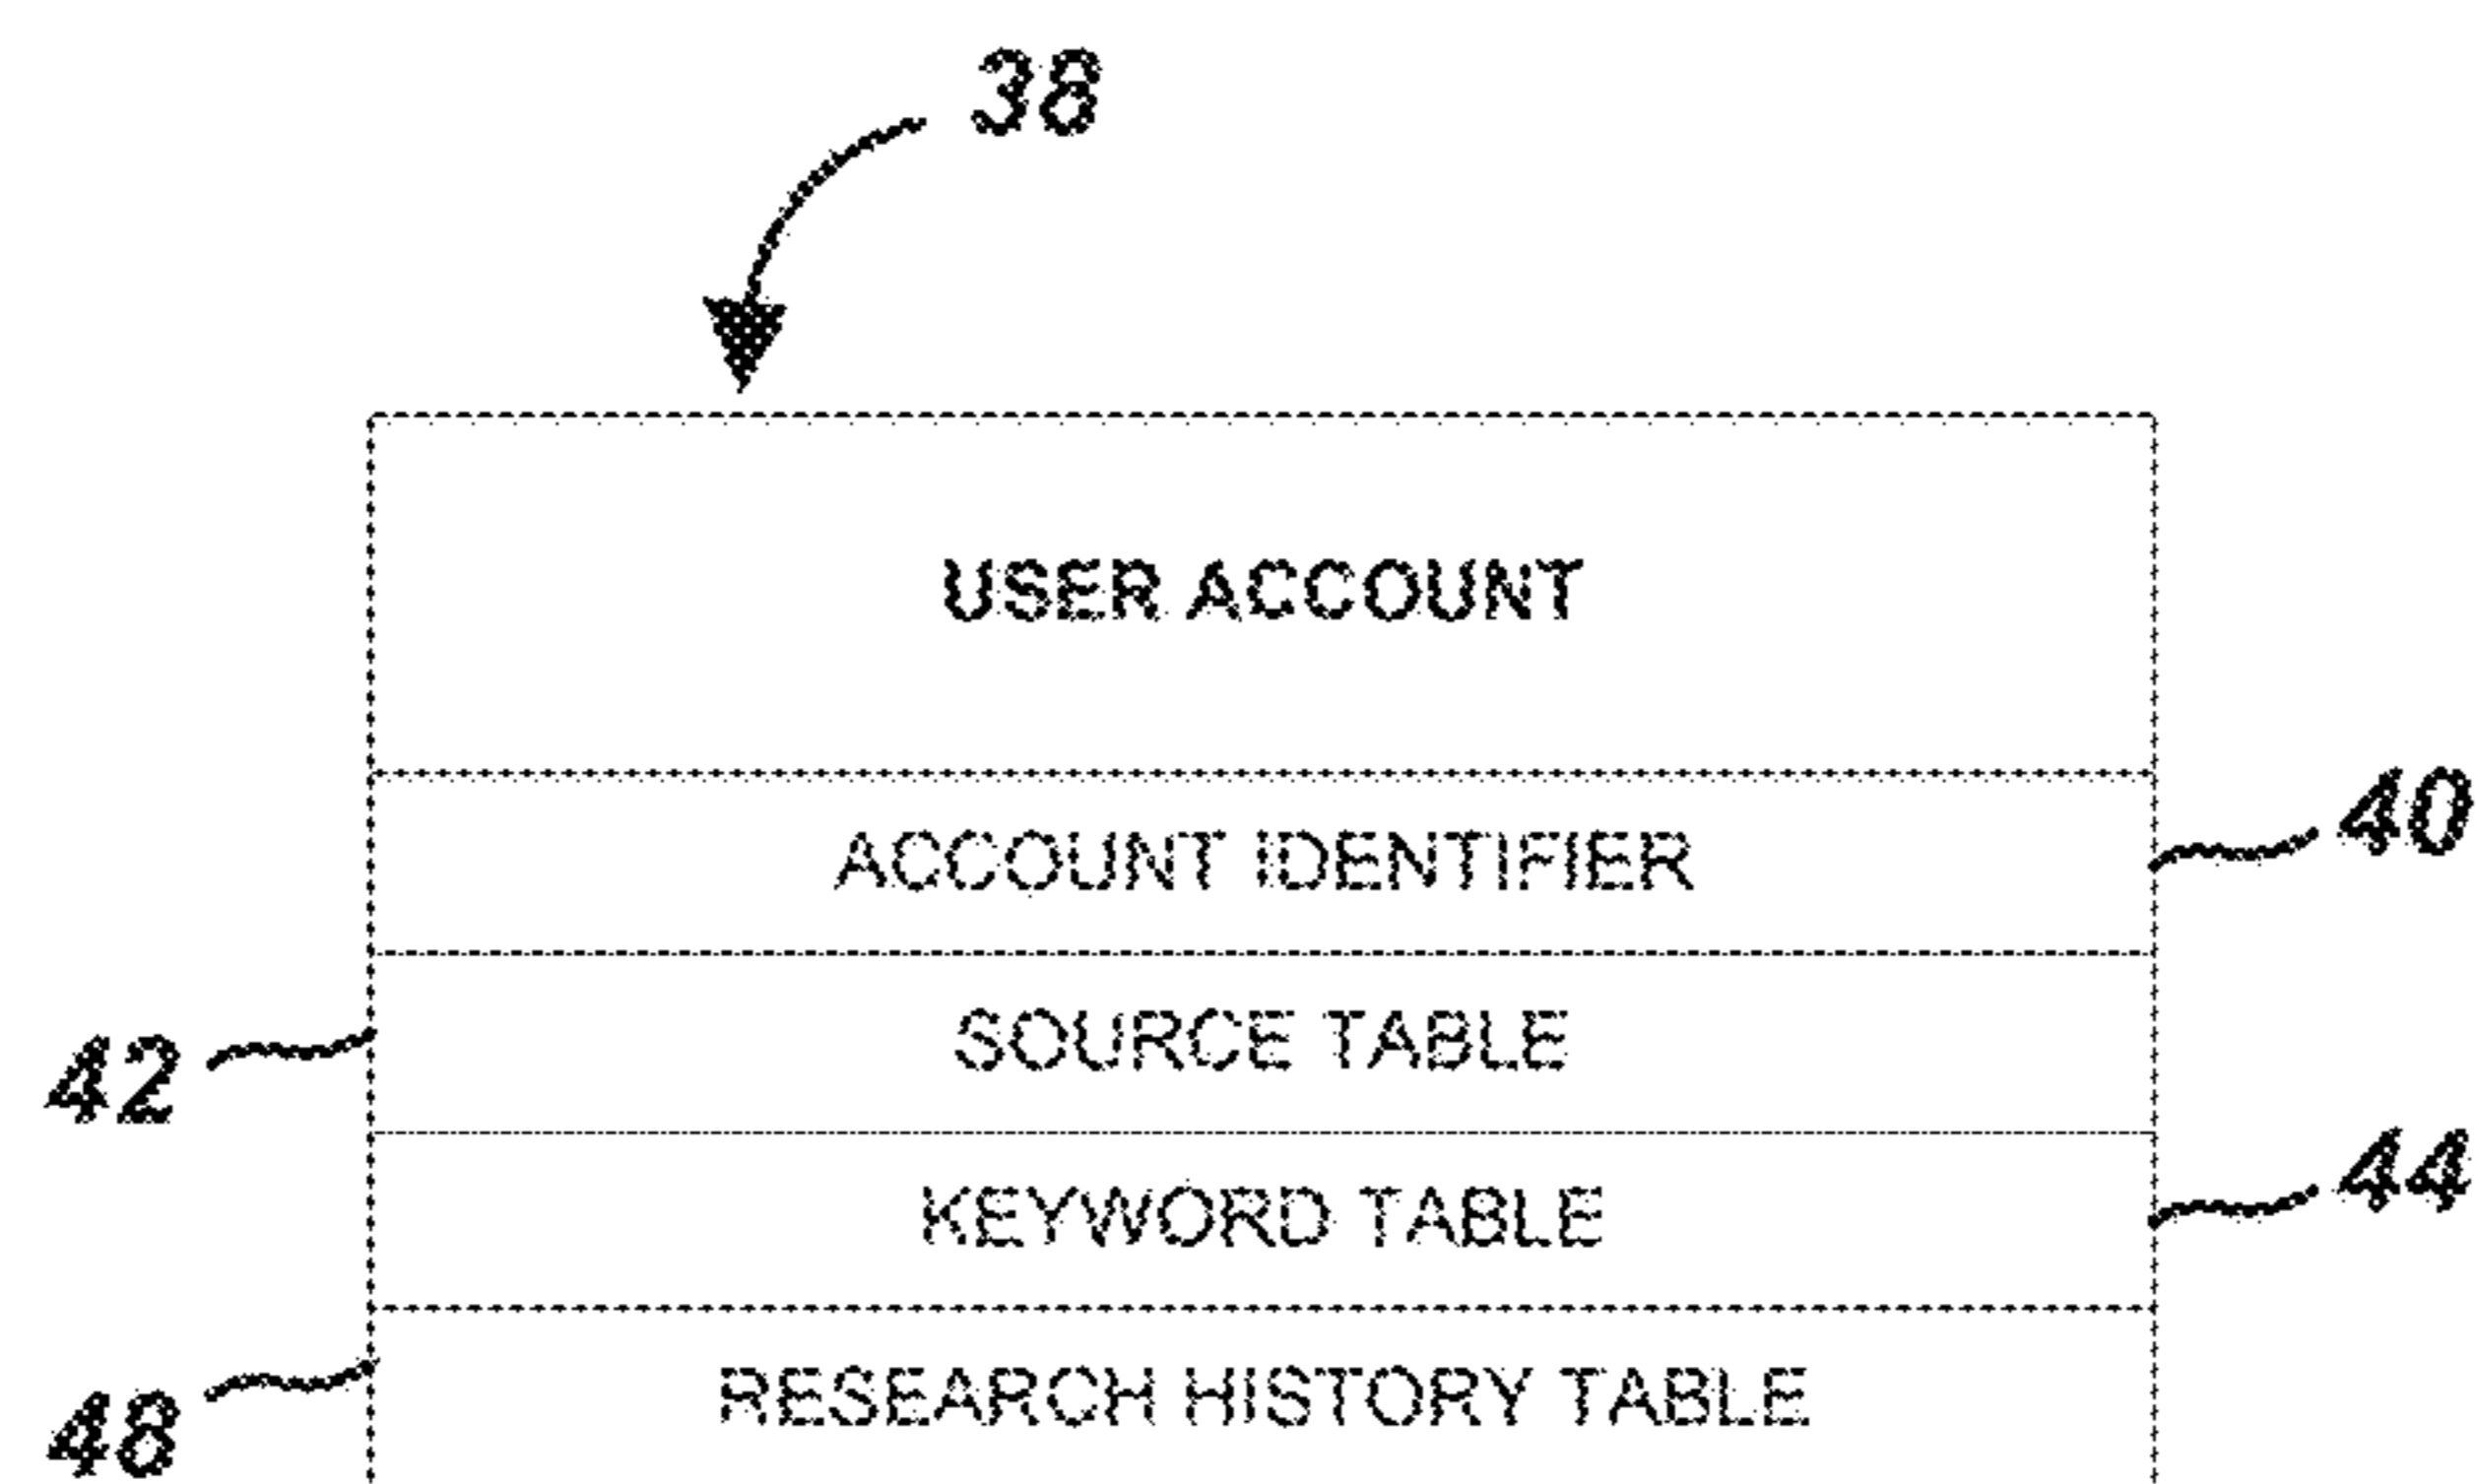 38
USER ACCOUNT
ACCOUNT IDENTIFIER
40
SOURCE TABLE
42
KEYWORD TABLE
44
RESEARCH HISTORY TABLE
48